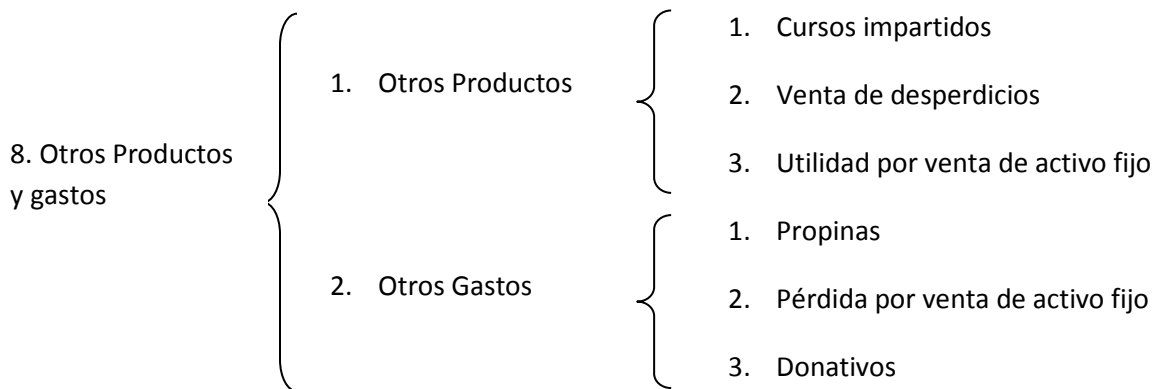 8. Otros Productos
y gastos
1. Otros Productos
1. Cursos impartidos
2. Venta de desperdicios
3. Utilidad por venta de activo fijo
2. Otros Gastos
1. Propinas
2. Pérdida por venta de activo fijo
3. Donativos